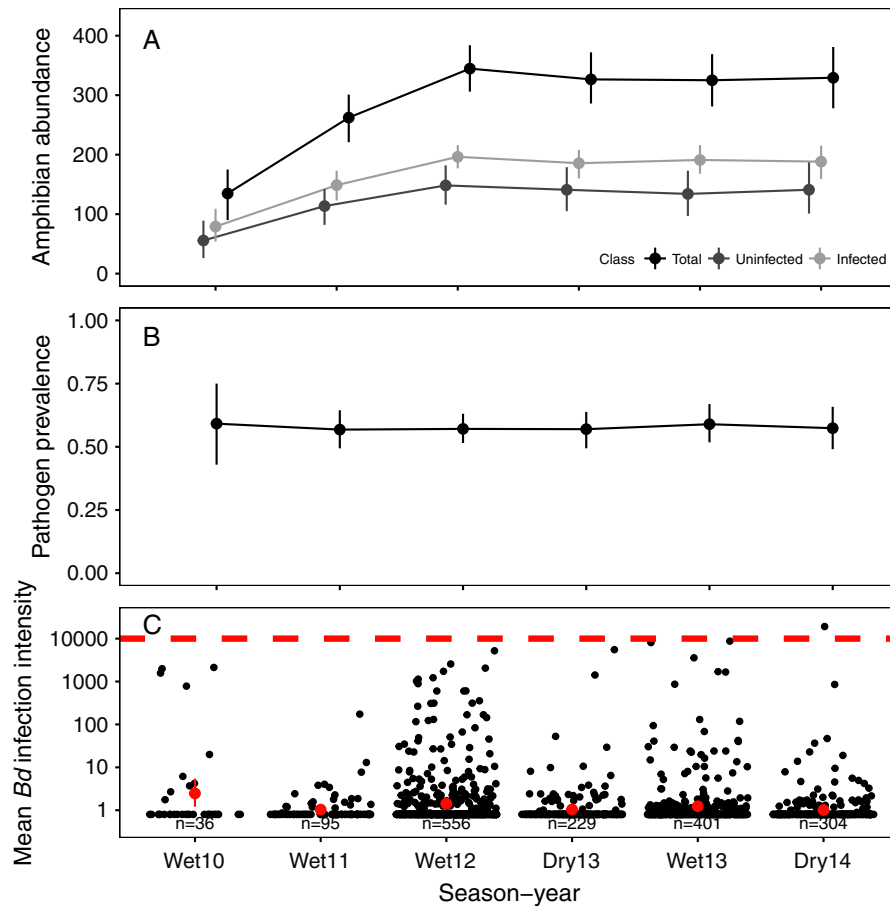 A
400
300
200
100
0
Amphibian abundance
Class Total Uninfected Infected
B
1.00
0.75
0.50
0.25
0.00
Pathogen prevalence
C
10000
1000
100
10
1
Mean Bd infection intensity
n=36 n=95 n=556 n=229 n=401 n=304
Wet10 Wet11 Wet12 Dry13 Wet13 Dry14
Season−year